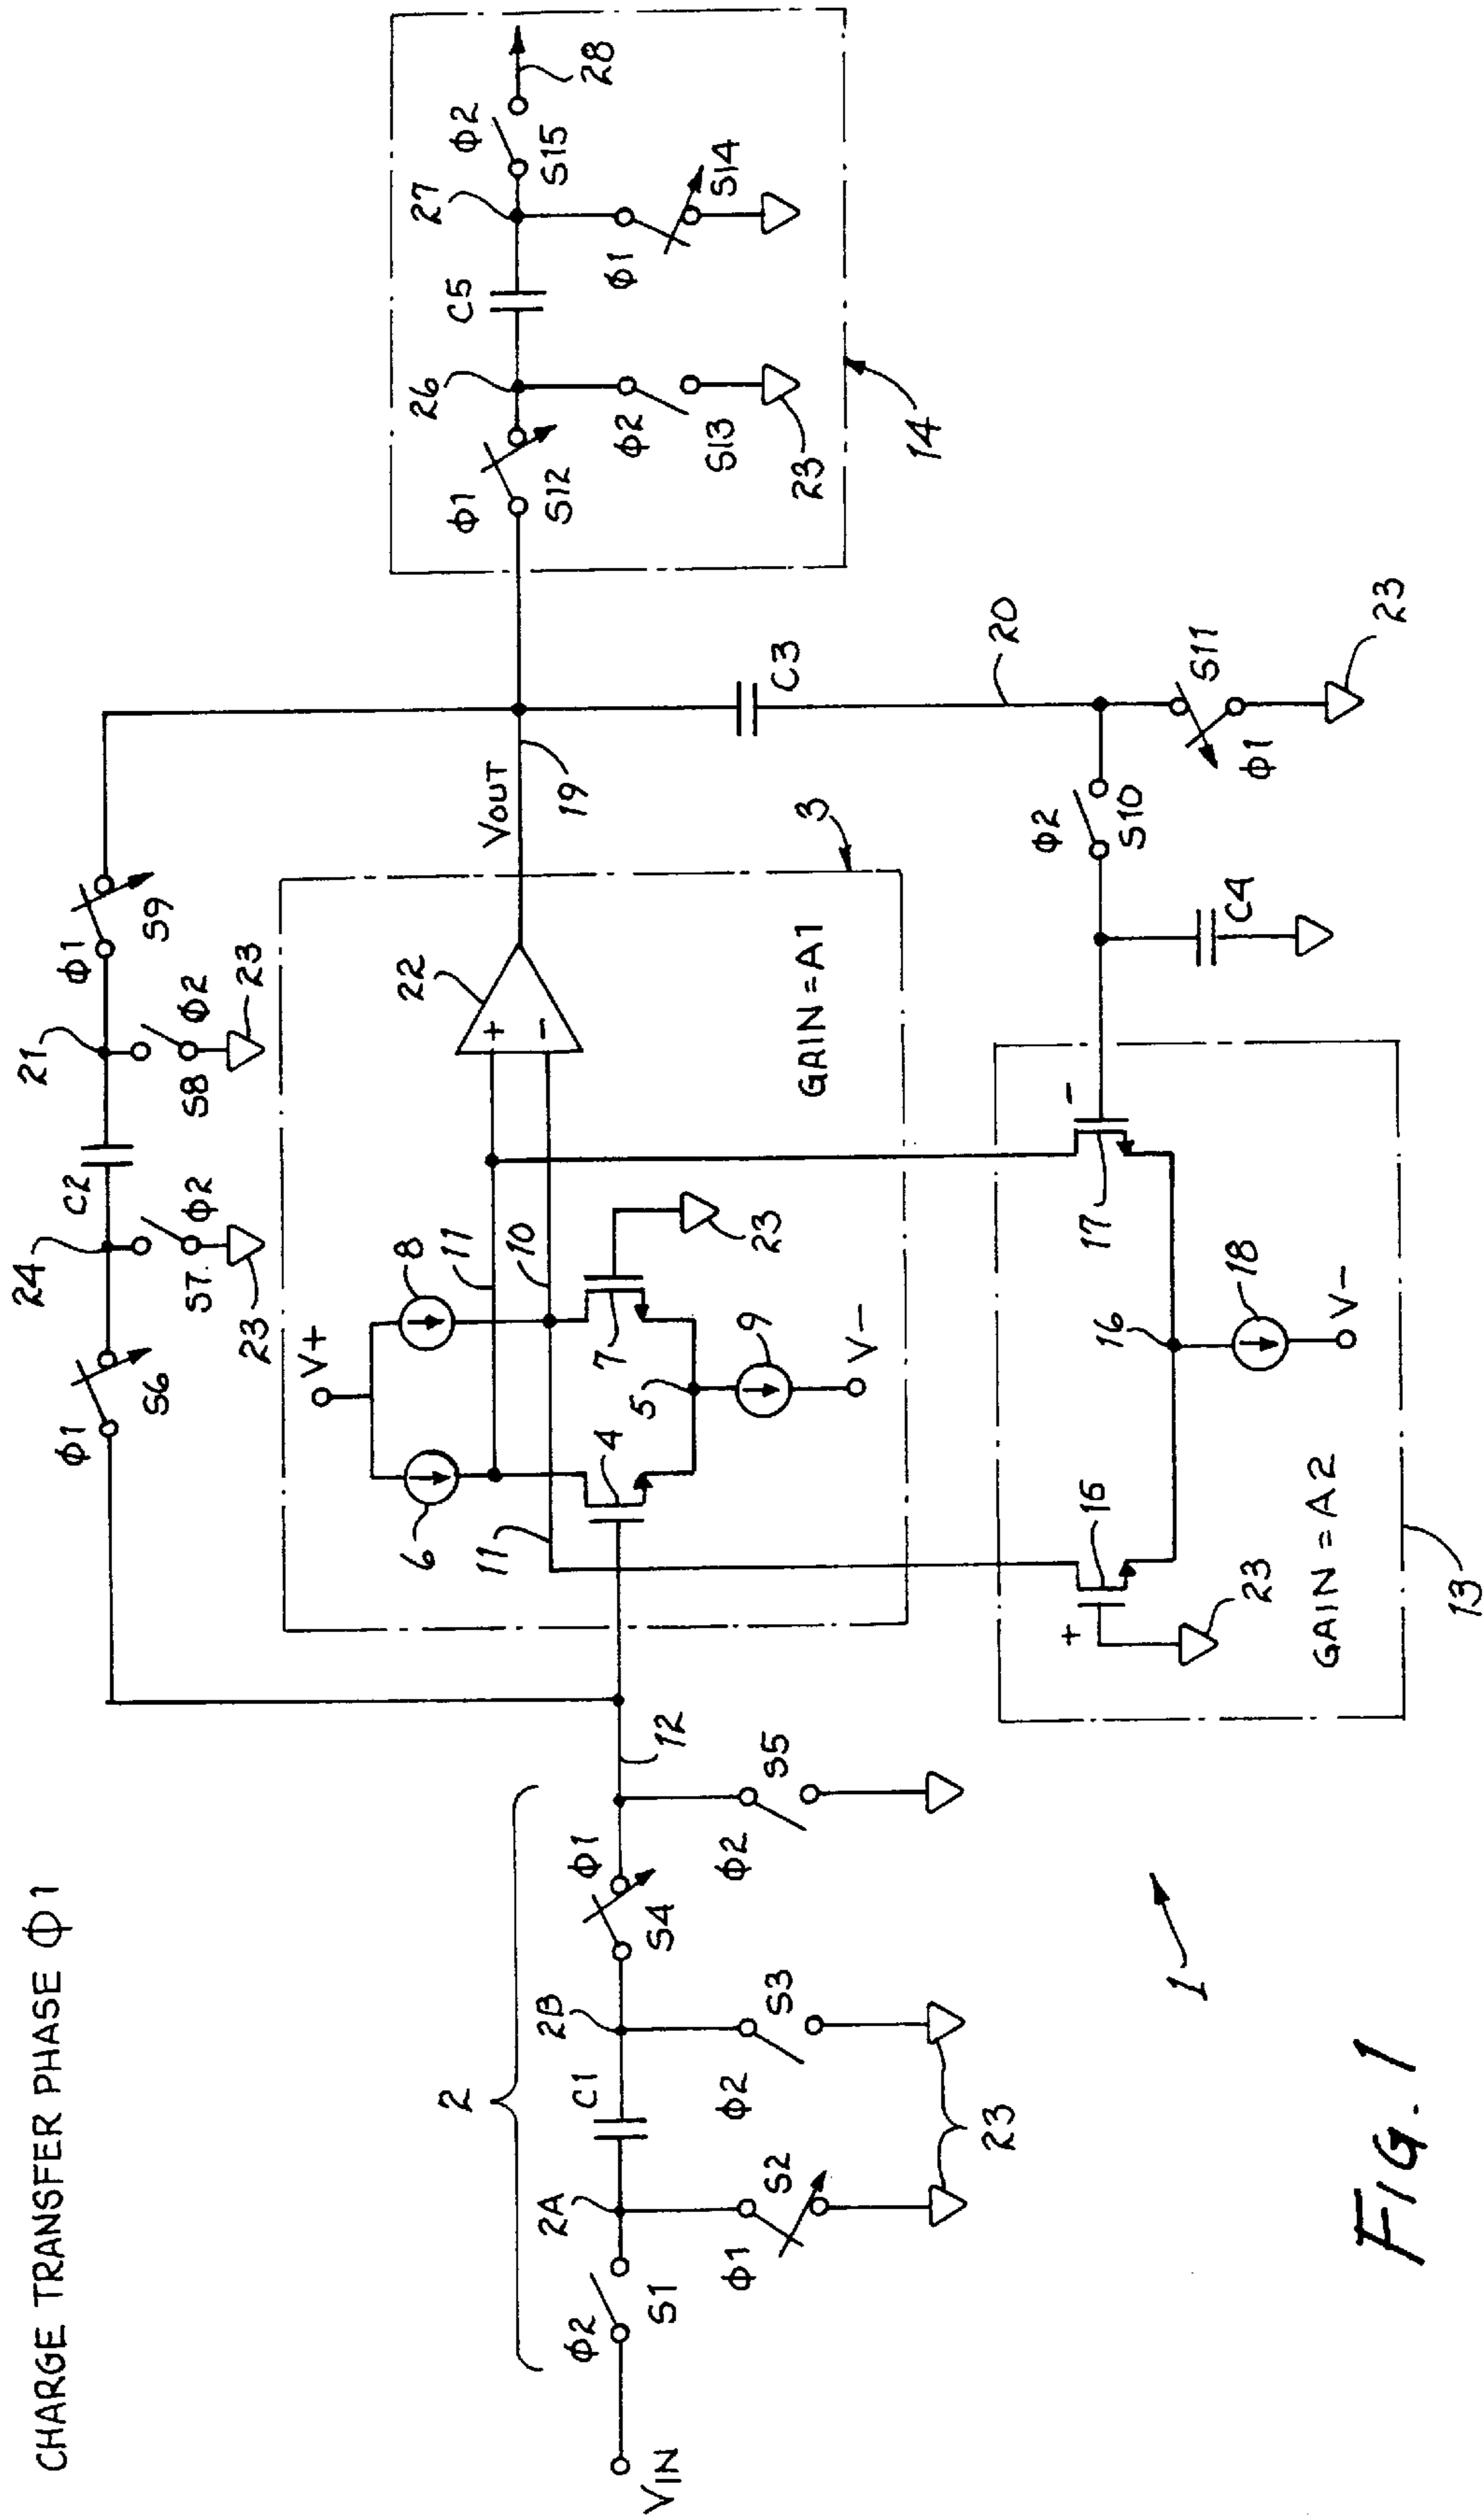 CHARGE TRANSFER PHASE Φ1
24
21
C2
Φ1
S6
S7
Φ2
23
S8
Φ2
23
Φ1
S9
V+
6
8
11
11
10
4
5
7
9
V−
23
22
+
−
GAIN = A1
3
VOUT
19
2
VIN
Φ2
S1
2A
C1
2B
Φ1
S4
12
Φ1
S2
Φ2
S3
Φ2
S5
23
Φ1
S12
26
C5
27
Φ2
S15
28
Φ2
S13
23
Φ1
S14
14
C3
20
Φ2
S10
C4
S11
Φ1
23
+
16
23
GAIN = A2
16
18
V−
17
−
13
1
FIG. 1